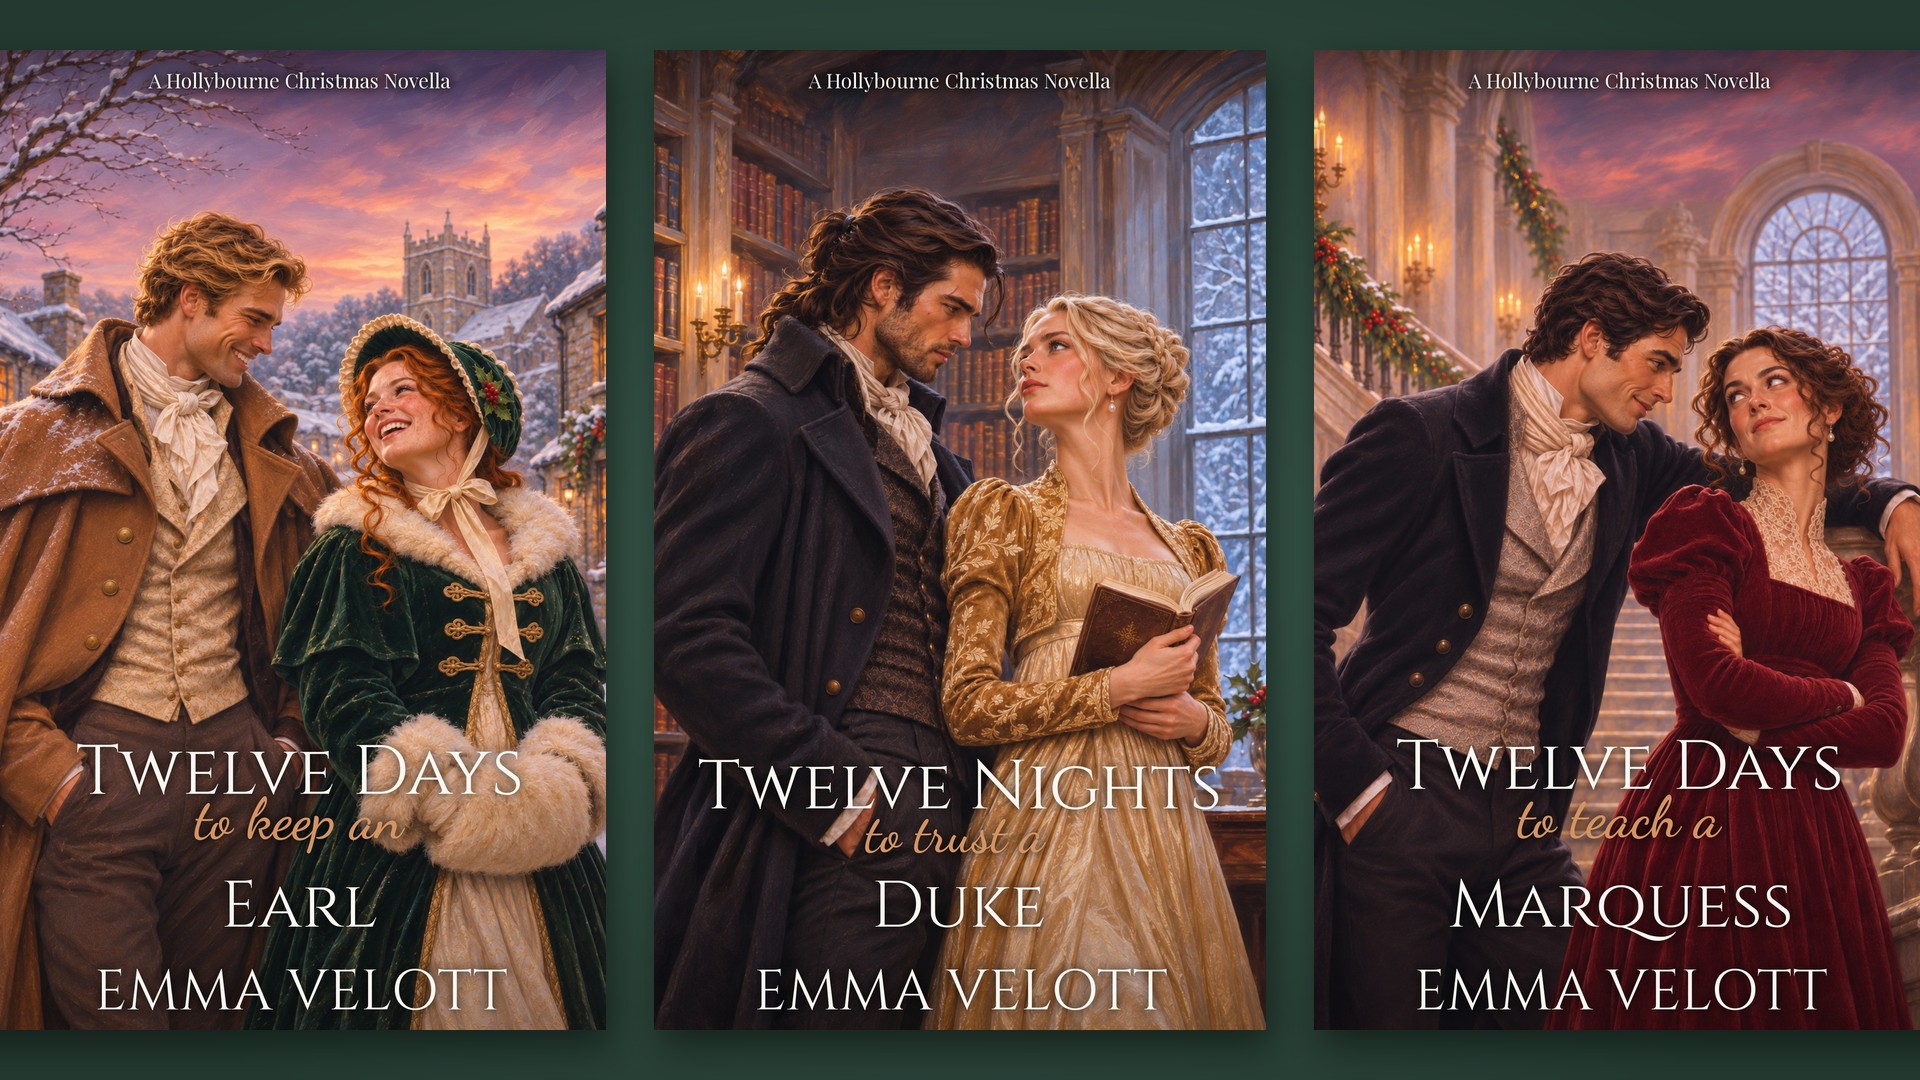 A Hollybourne Christmas Novella
Twelve Days
to keep an
Earl
EMMA VELOTT
A Hollybourne Christmas Novella
Twelve Nights
to trust a
Duke
EMMA VELOTT
A Hollybourne Christmas Novella
Twelve Days
to teach a
Marquess
EMMA VELOTT